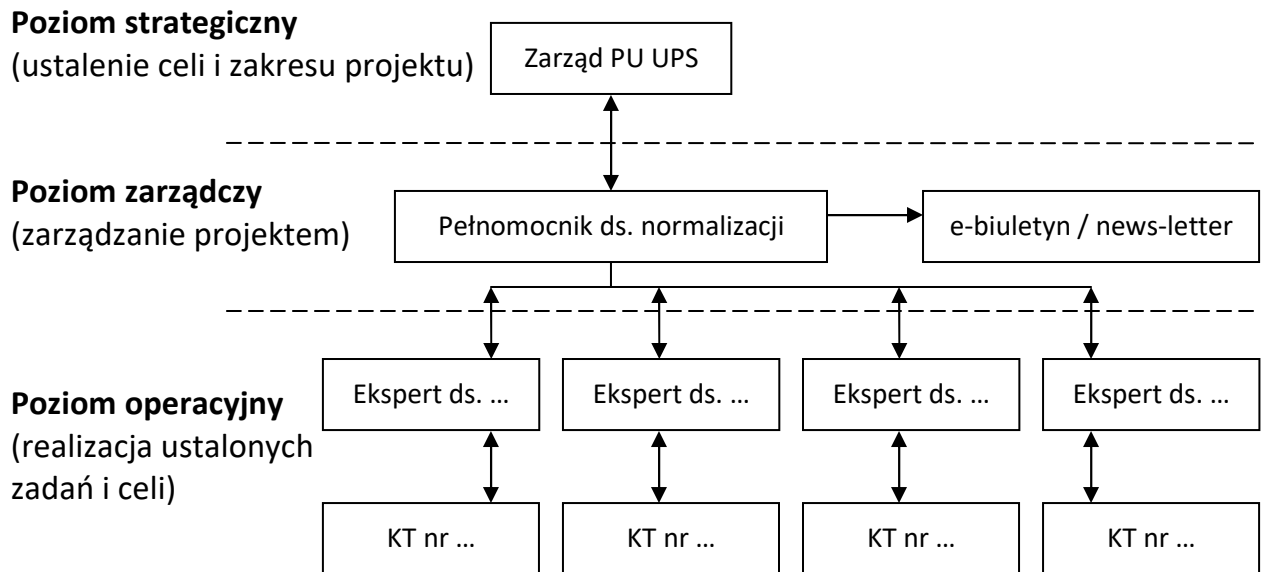 Poziom strategiczny
(ustalenie celi i zakresu projektu)
Zarząd PU UPS
Poziom zarządczy
(zarządzanie projektem)
Pełnomocnik ds. normalizacji
e-biuletyn / news-letter
Poziom operacyjny
(realizacja ustalonych
zadań i celi)
Ekspert ds. ...
Ekspert ds. ...
Ekspert ds. ...
Ekspert ds. ...
KT nr ...
KT nr ...
KT nr ...
KT nr ...